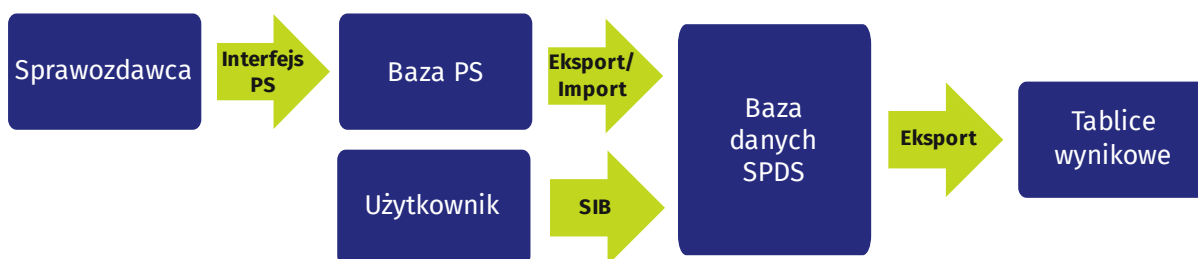 Sprawozdawca
Interfejs
PS
Baza PS
Eksport/
Import
Użytkownik
SIB
Baza
danych
SPDS
Eksport
Tablice
wynikowe